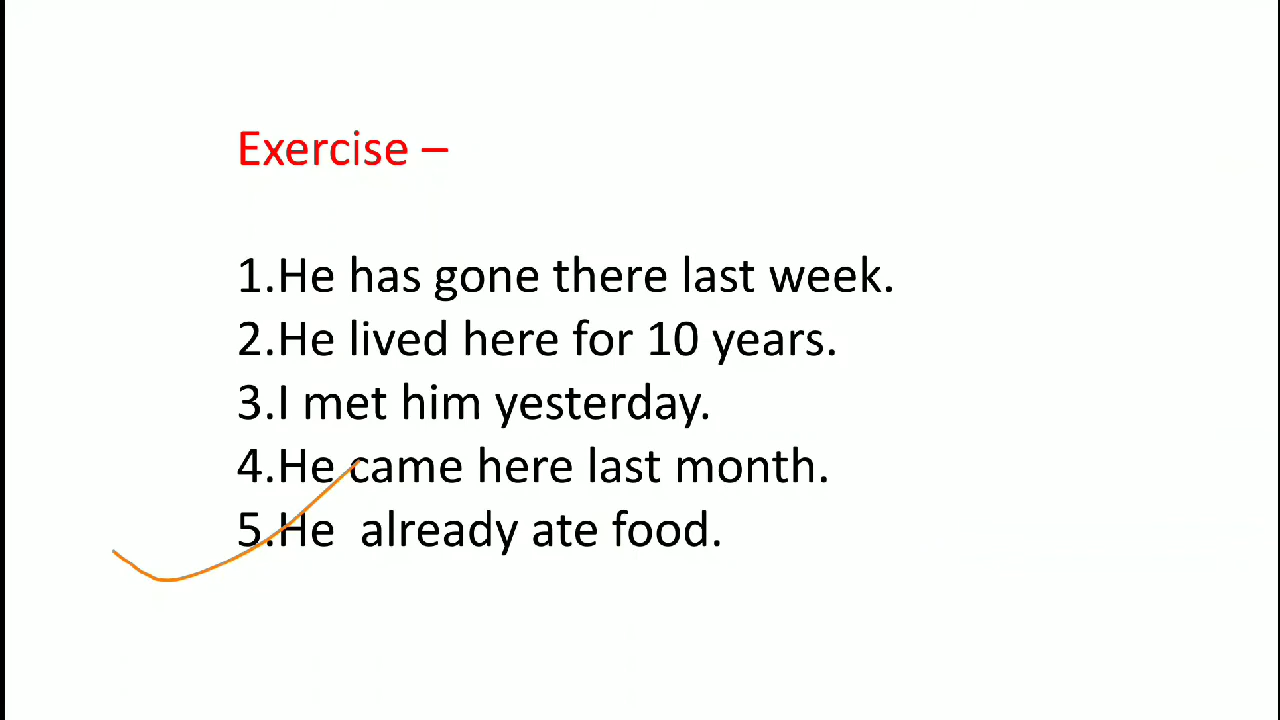 Exercise –
1.He has gone there last week.
2.He lived here for 10 years.
3.I met him yesterday.
4.He came here last month.
5.He  already ate food.